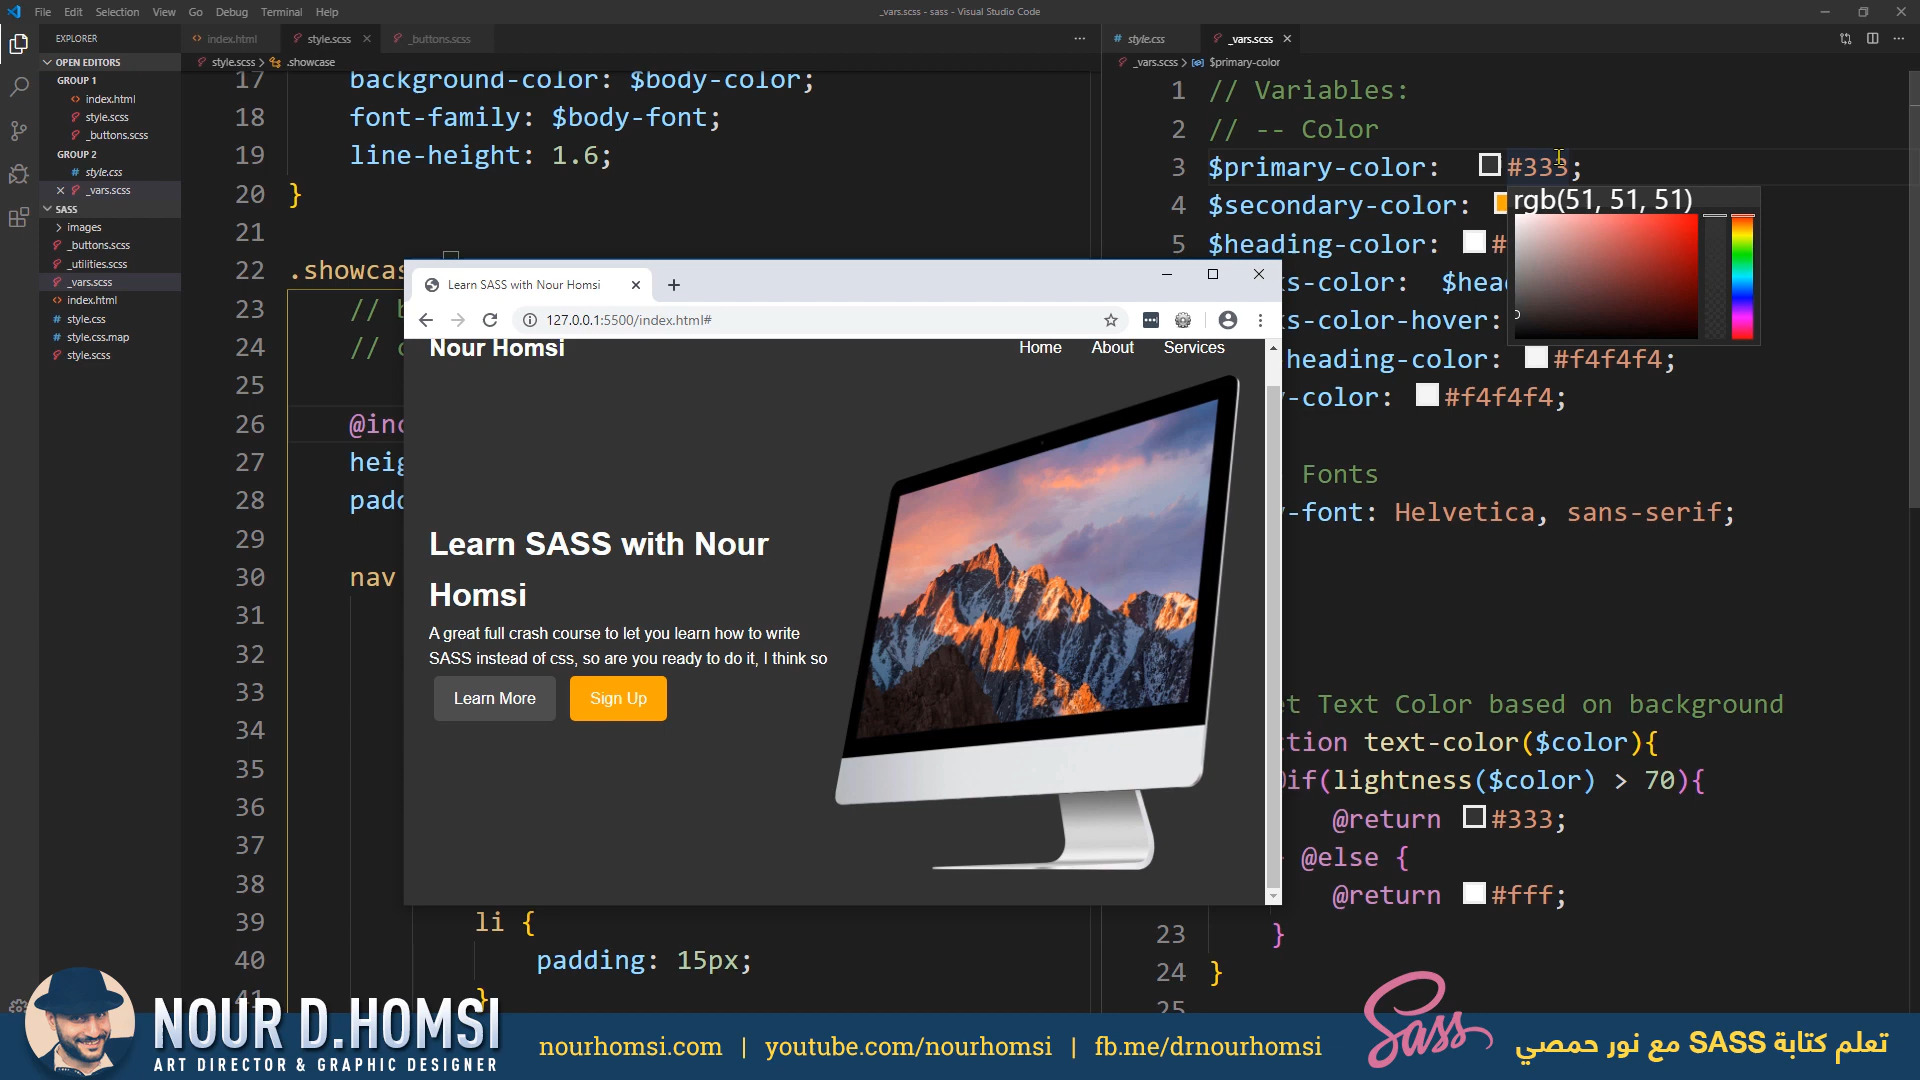 File Edit Selection View Go Debug Terminal Help
_vars.scss - sass - Visual Studio Code
EXPLORER
OPEN EDITORS
GROUP 1
index.html
style.scss
_buttons.scss
GROUP 2
style.css
_vars.scss
SASS
images
_buttons.scss
_utilities.scss
_vars.scss
index.html
style.css
style.css.map
style.scss
index.html style.scss _buttons.scss
style.scss > .showcase
17 background-color: $body-color;
18 font-family: $body-font;
19 line-height: 1.6;
20 }
21
22 .showcas
23 //
24 //
25
26 @inc
27 heig
28 padd
29
30 nav
31
32
33
34
35
36
37
38
39 li {
40 padding: 15px;
41 }
Learn SASS with Nour Homsi
127.0.0.1:5500/index.html#
Nour Homsi
Home About Services
Learn SASS with Nour
Homsi
A great full crash course to let you learn how to write
SASS instead of css, so are you ready to do it, I think so
Learn More Sign Up
style.css _vars.scss
_vars.scss > $primary-color
1 // Variables:
2 // -- Color
3 $primary-color: #333;
4 $secondary-color:
rgb(51, 51, 51)
5 $heading-color: #
s-color: $head
s-color-hover:
heading-color: #f4f4f4;
-color: #f4f4f4;
Fonts
-font: Helvetica, sans-serif;
t Text Color based on background
ction text-color($color){
if(lightness($color) > 70){
@return #333;
@else {
@return #fff;
23 }
24 }
25
NOUR D.HOMSI
ART DIRECTOR & GRAPHIC DESIGNER
nourhomsi.com | youtube.com/nourhomsi | fb.me/drnourhomsi
Sass
تعلم كتابة SASS مع نور حمصي